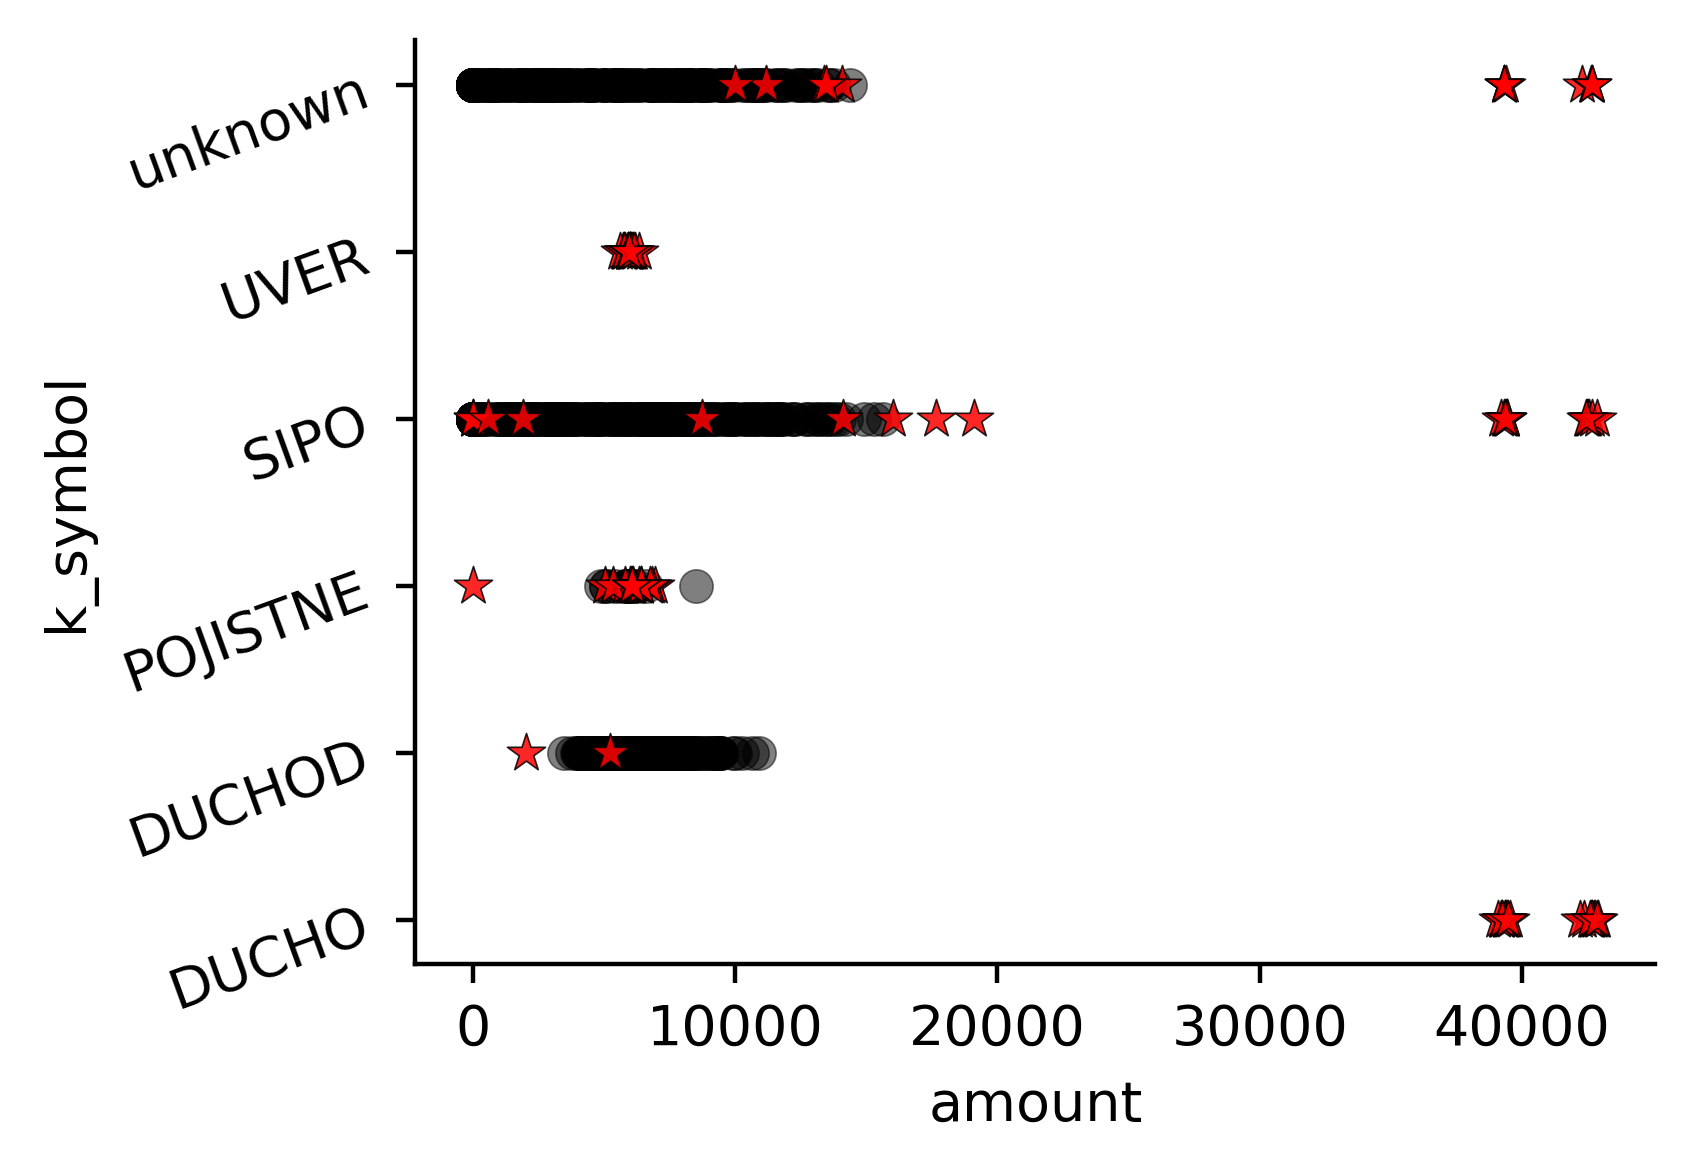 unknown
UVER
SIPO
POJISTNE
DUCHOD
DUCHO
k_symbol
0 10000 20000 30000 40000
amount